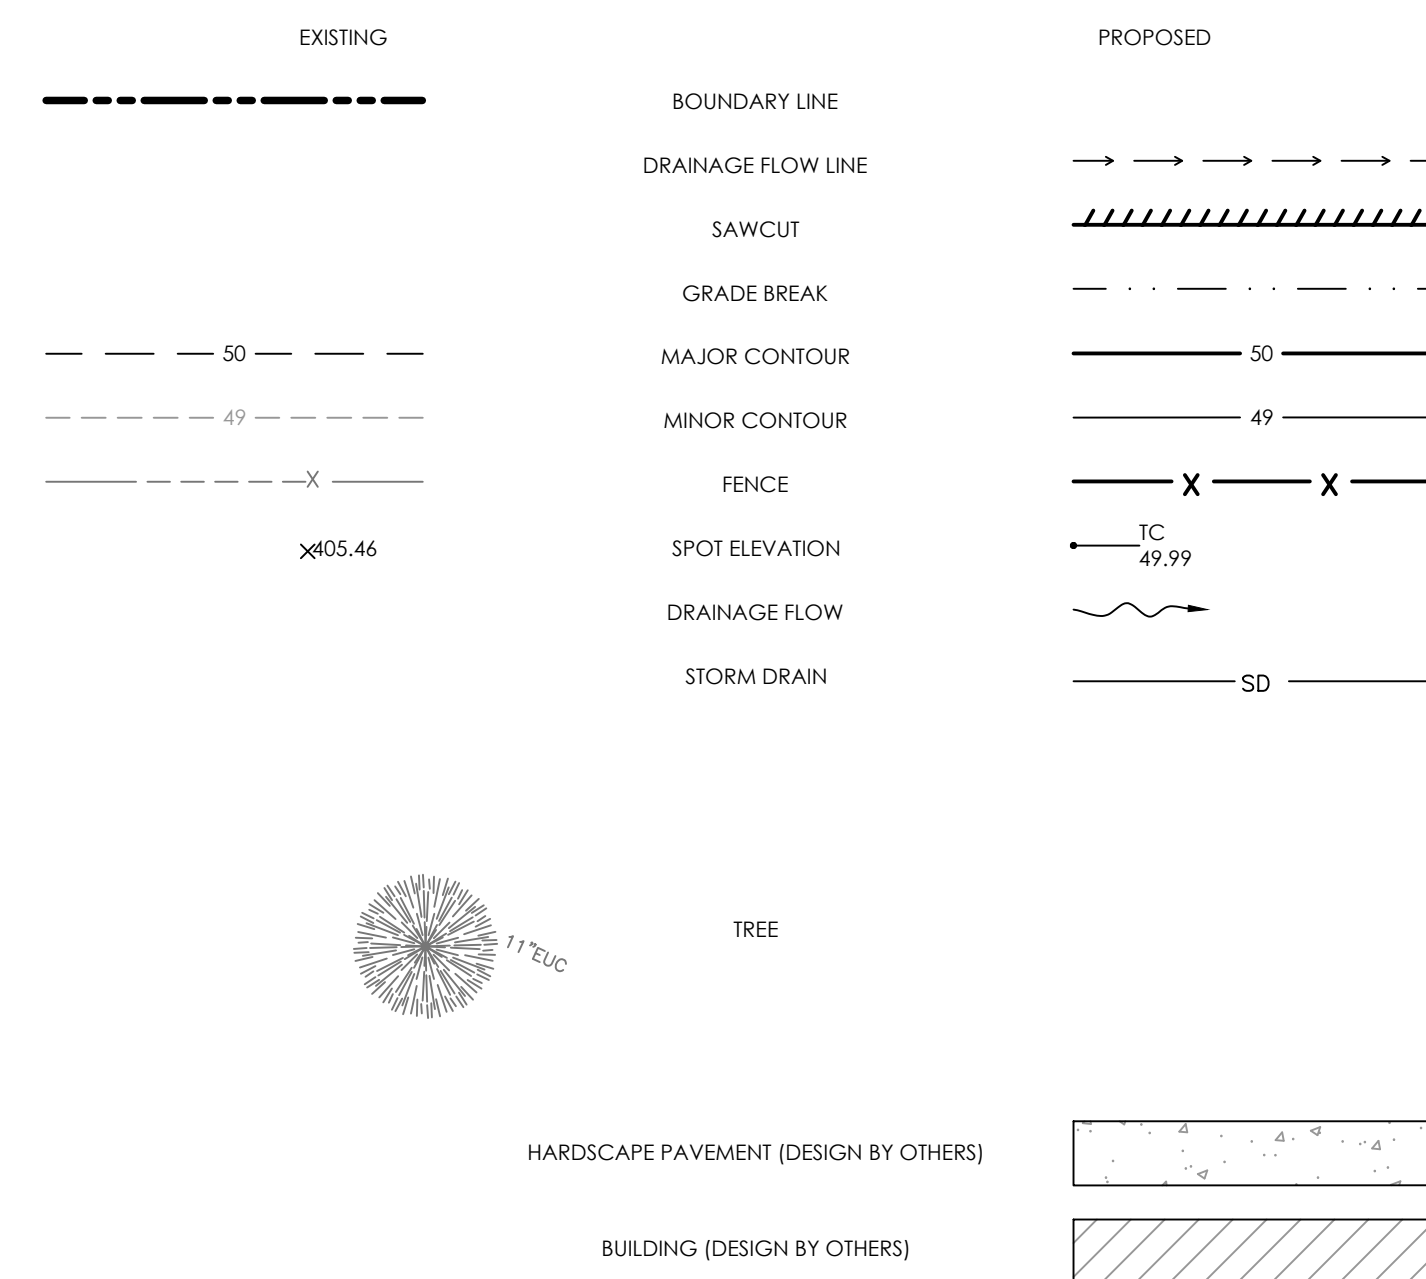 EXISTING PROPOSED
BOUNDARY LINE
DRAINAGE FLOW LINE
SAWCUT
GRADE BREAK
50 MAJOR CONTOUR 50
49 MINOR CONTOUR 49
X FENCE X X
405.46 SPOT ELEVATION TC
49.99
DRAINAGE FLOW
STORM DRAIN SD
11"EUC TREE
HARDSCAPE PAVEMENT (DESIGN BY OTHERS)
BUILDING (DESIGN BY OTHERS)